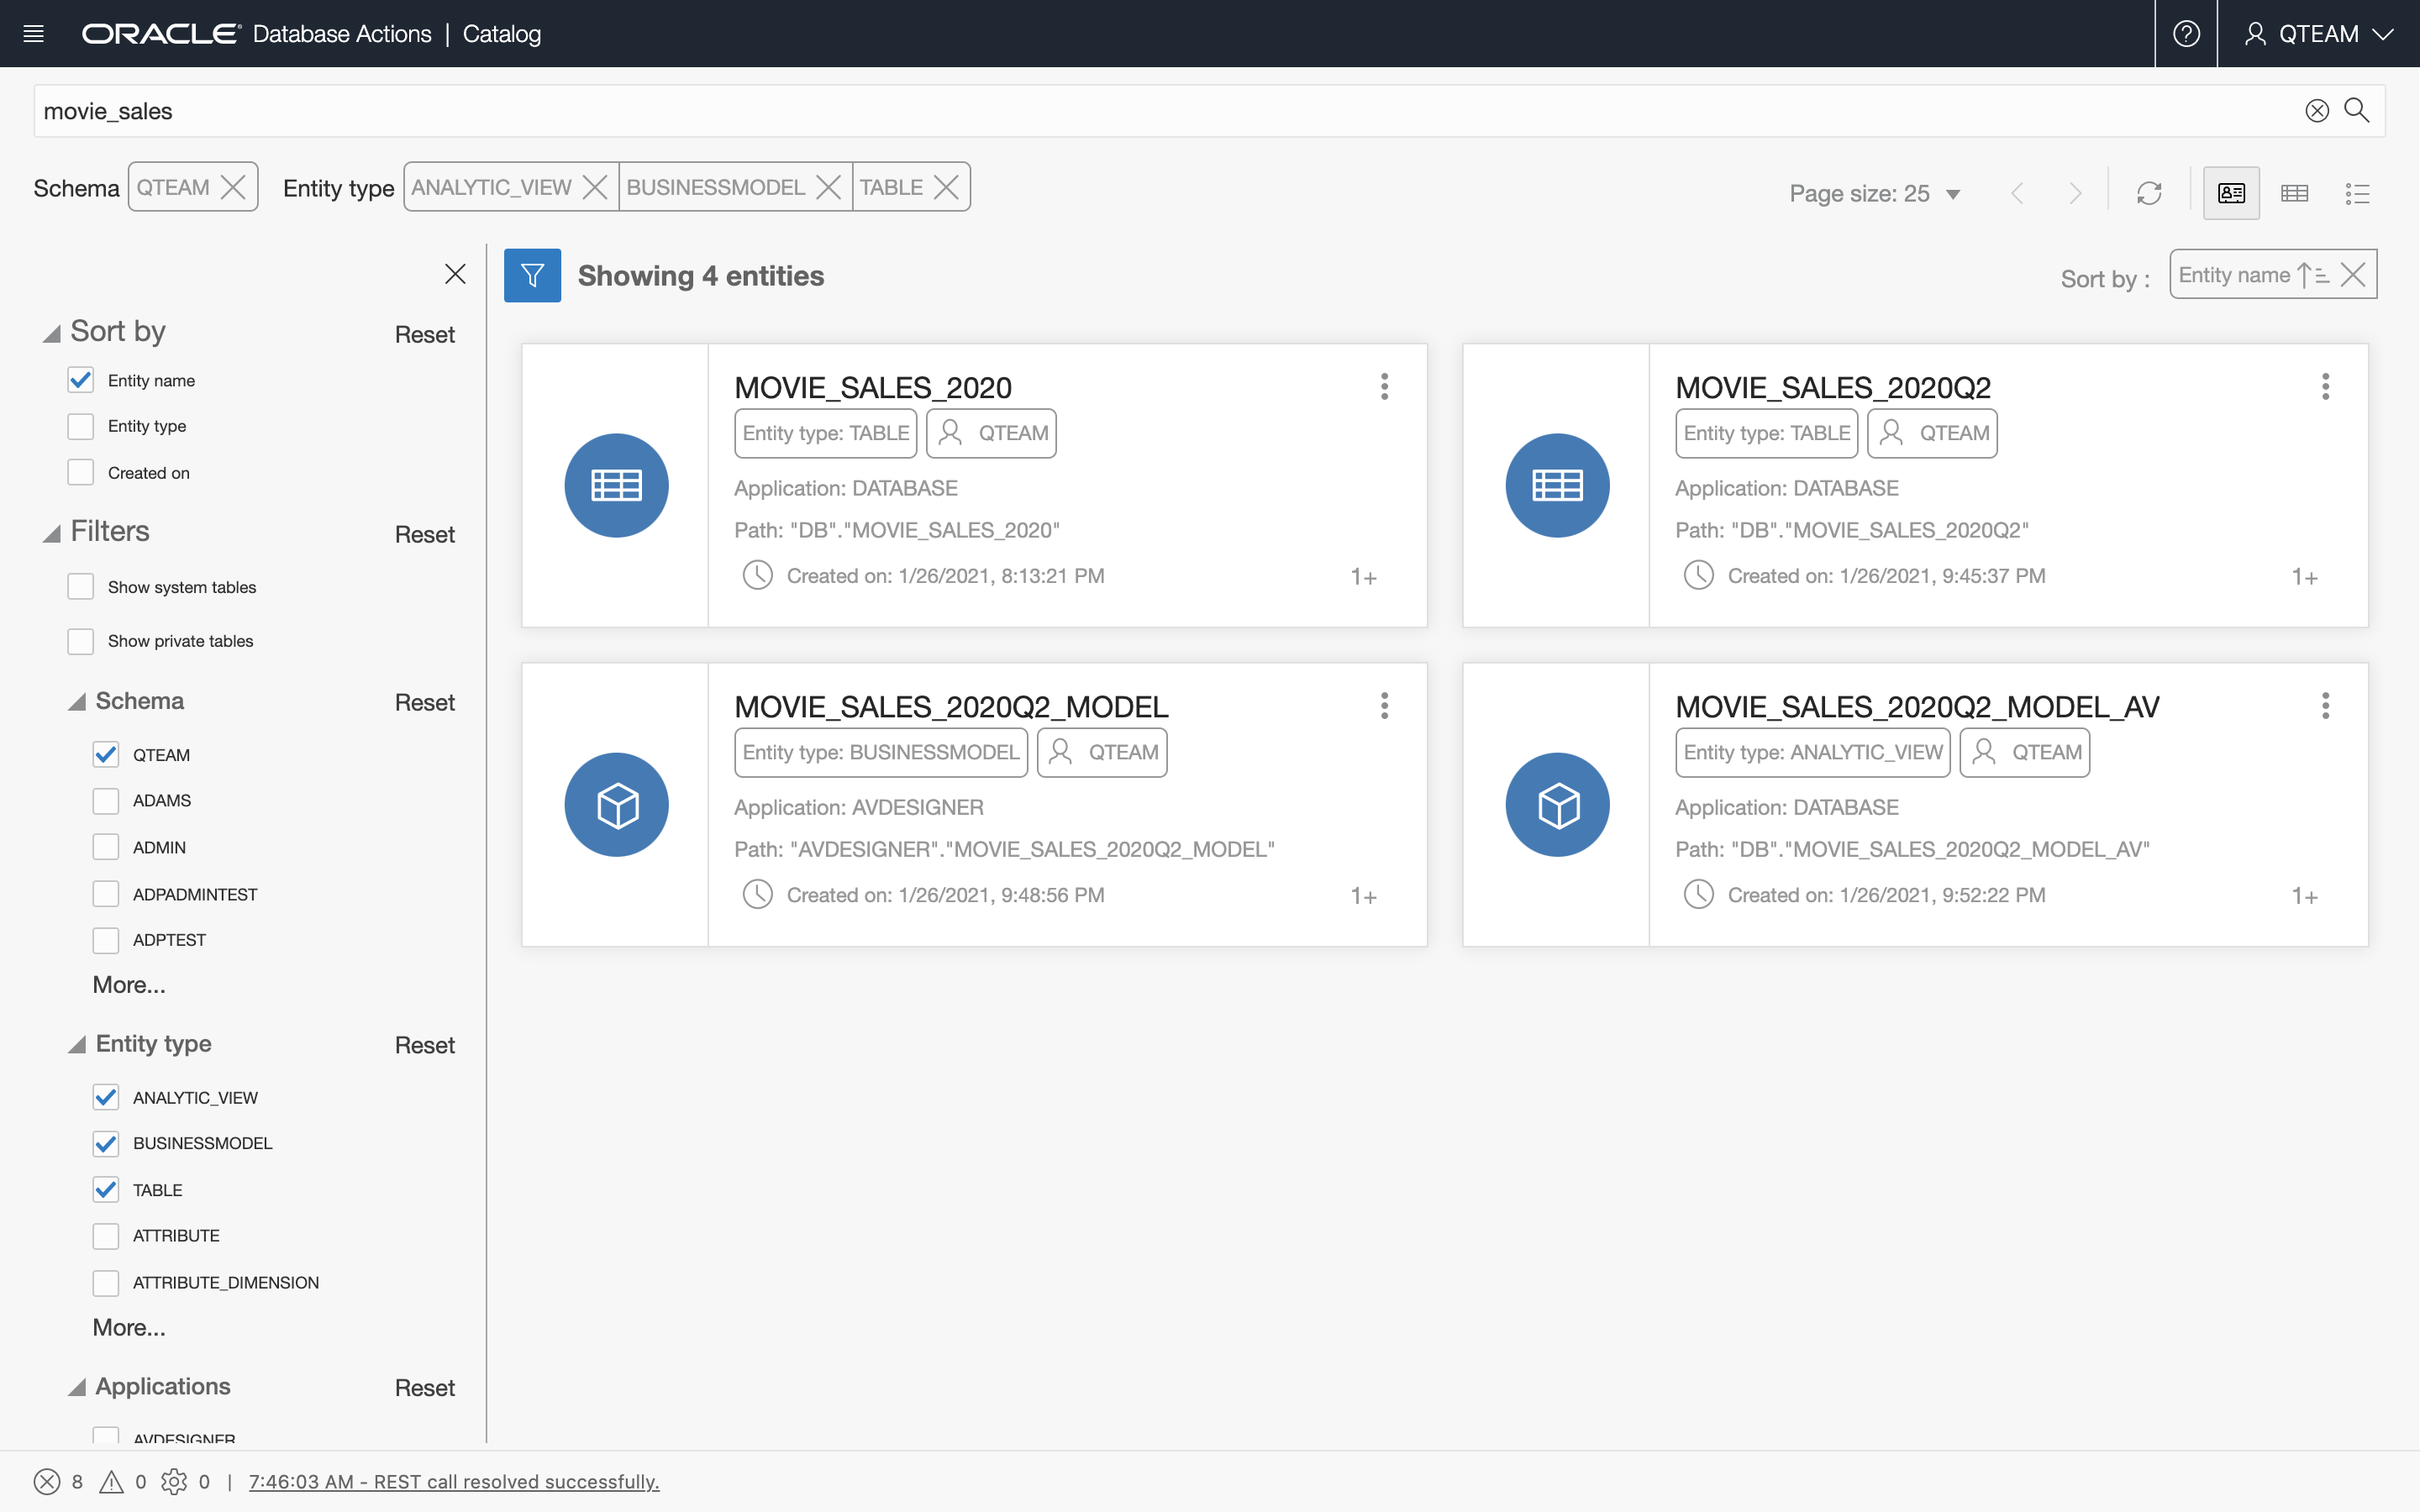 ORACLE Database Actions | Catalog
QTEAM
movie_sales
Schema QTEAM Entity type ANALYTIC_VIEW BUSINESSMODEL TABLE
Page size: 25
Showing 4 entities
Sort by : Entity name
Sort by Reset
Entity name
Entity type
Created on
Filters Reset
Show system tables
Show private tables
Schema Reset
QTEAM
ADAMS
ADMIN
ADPADMINTEST
ADPTEST
More...
Entity type Reset
ANALYTIC_VIEW
BUSINESSMODEL
TABLE
ATTRIBUTE
ATTRIBUTE_DIMENSION
More...
Applications Reset
AVDESIGNER
MOVIE_SALES_2020
Entity type: TABLE QTEAM
Application: DATABASE
Path: "DB"."MOVIE_SALES_2020"
Created on: 1/26/2021, 8:13:21 PM 1+
MOVIE_SALES_2020Q2
Entity type: TABLE QTEAM
Application: DATABASE
Path: "DB"."MOVIE_SALES_2020Q2"
Created on: 1/26/2021, 9:45:37 PM 1+
MOVIE_SALES_2020Q2_MODEL
Entity type: BUSINESSMODEL QTEAM
Application: AVDESIGNER
Path: "AVDESIGNER"."MOVIE_SALES_2020Q2_MODEL"
Created on: 1/26/2021, 9:48:56 PM 1+
MOVIE_SALES_2020Q2_MODEL_AV
Entity type: ANALYTIC_VIEW QTEAM
Application: DATABASE
Path: "DB"."MOVIE_SALES_2020Q2_MODEL_AV"
Created on: 1/26/2021, 9:52:22 PM 1+
8 0 0 | 7:46:03 AM - REST call resolved successfully.